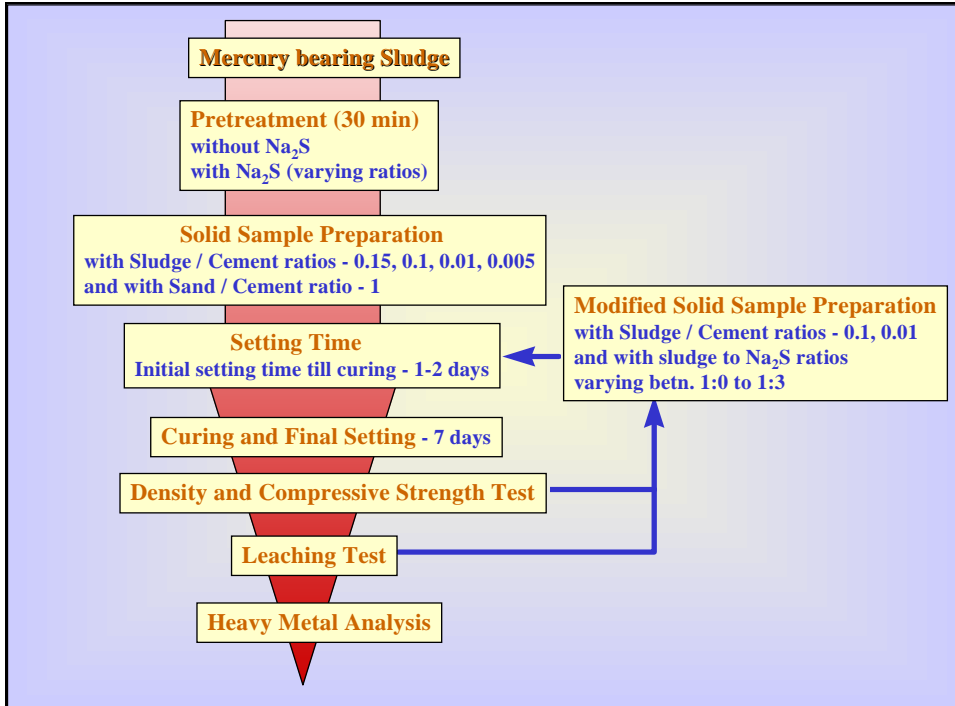 Mercury bearing Sludge
Pretreatment (30 min)
without Na₂S
with Na₂S (varying ratios)
Solid Sample Preparation
with Sludge / Cement ratios - 0.15, 0.1, 0.01, 0.005
and with Sand / Cement ratio - 1
Setting Time
Initial setting time till curing - 1-2 days
Modified Solid Sample Preparation
with Sludge / Cement ratios - 0.1, 0.01
and with sludge to Na₂S ratios
varying betn. 1:0 to 1:3
Curing and Final Setting - 7 days
Density and Compressive Strength Test
Leaching Test
Heavy Metal Analysis